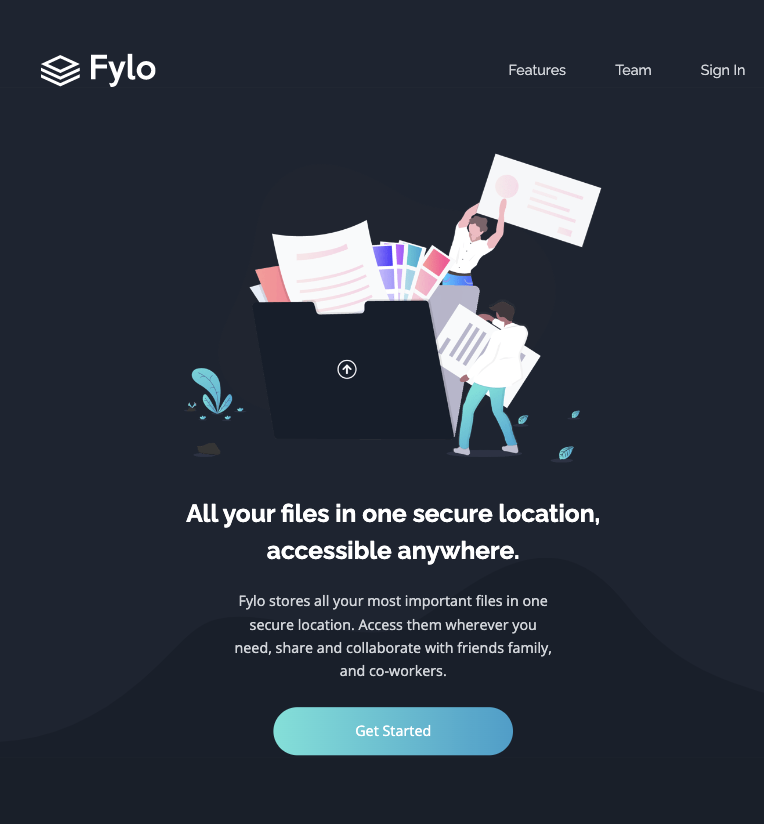 Fylo
Features
Team
Sign In
All your files in one secure location,
accessible anywhere.
Fylo stores all your most important files in one
secure location. Access them wherever you
need, share and collaborate with friends family,
and co-workers.
Get Started